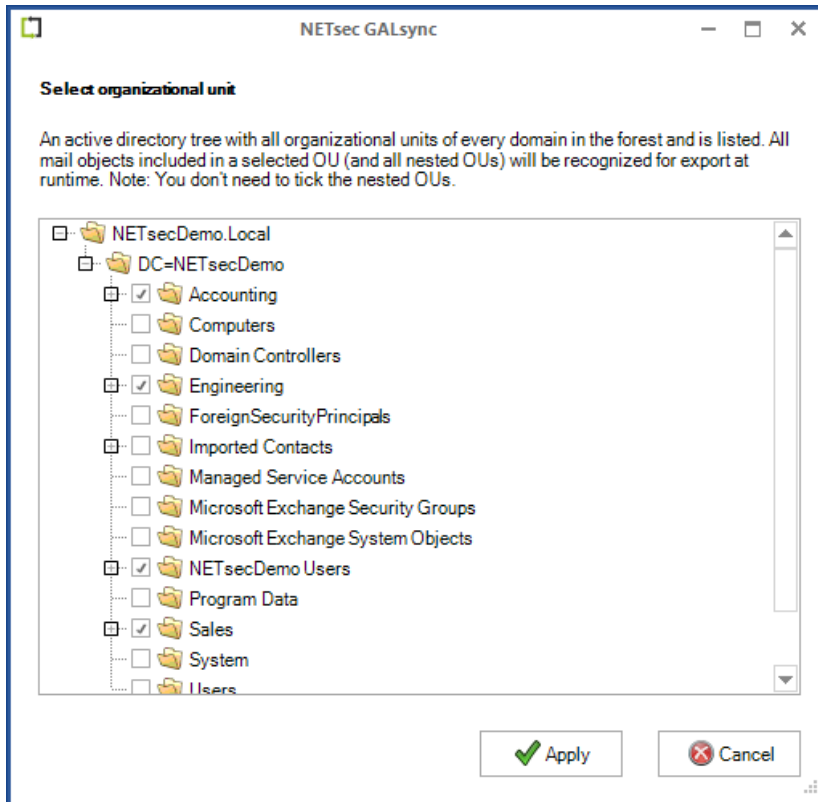 NETsec GALsync
Select organizational unit
An active directory tree with all organizational units of every domain in the forest and is listed. All
mail objects included in a selected OU (and all nested OUs) will be recognized for export at
runtime. Note: You don't need to tick the nested OUs.
NETsecDemo.Local
DC=NETsecDemo
Accounting
Computers
Domain Controllers
Engineering
ForeignSecurityPrincipals
Imported Contacts
Managed Service Accounts
Microsoft Exchange Security Groups
Microsoft Exchange System Objects
NETsecDemo Users
Program Data
Sales
System
Users
Apply Cancel